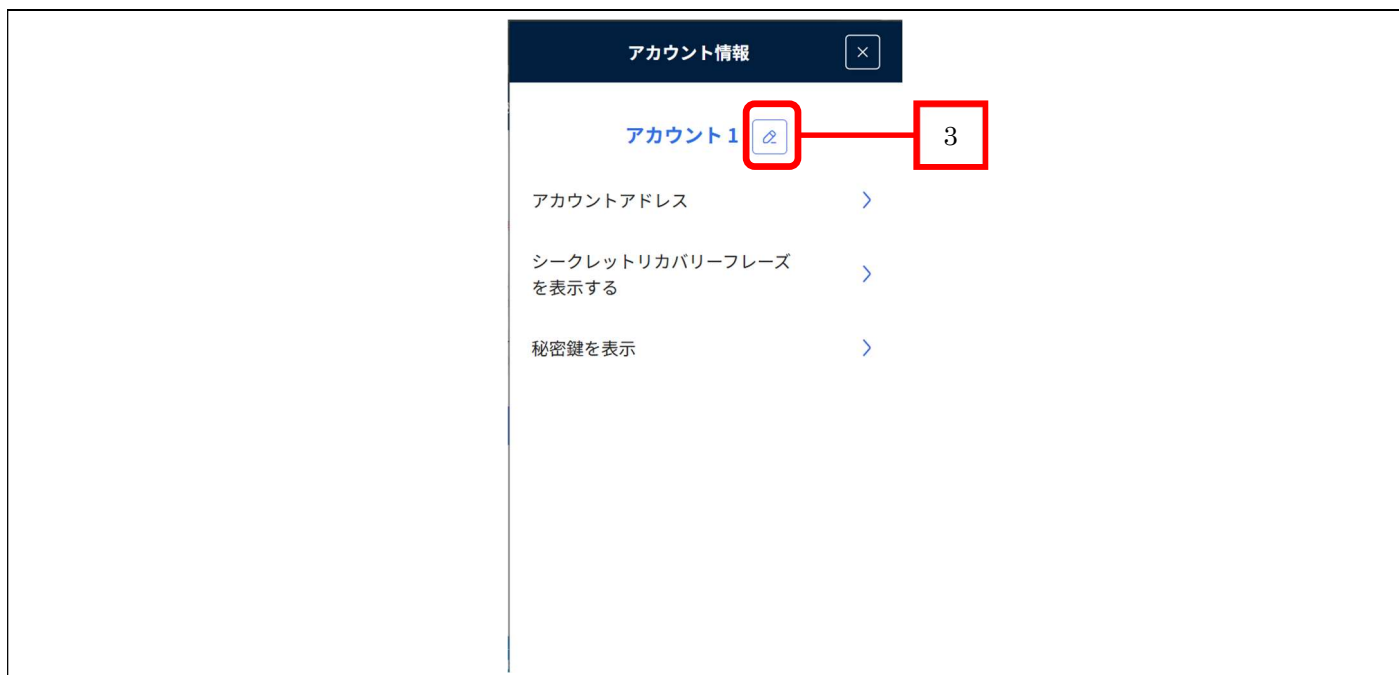 アカウント情報
アカウント 1
3
アカウントアドレス
シークレットリカバリーフレーズ
を表示する
秘密鍵を表示